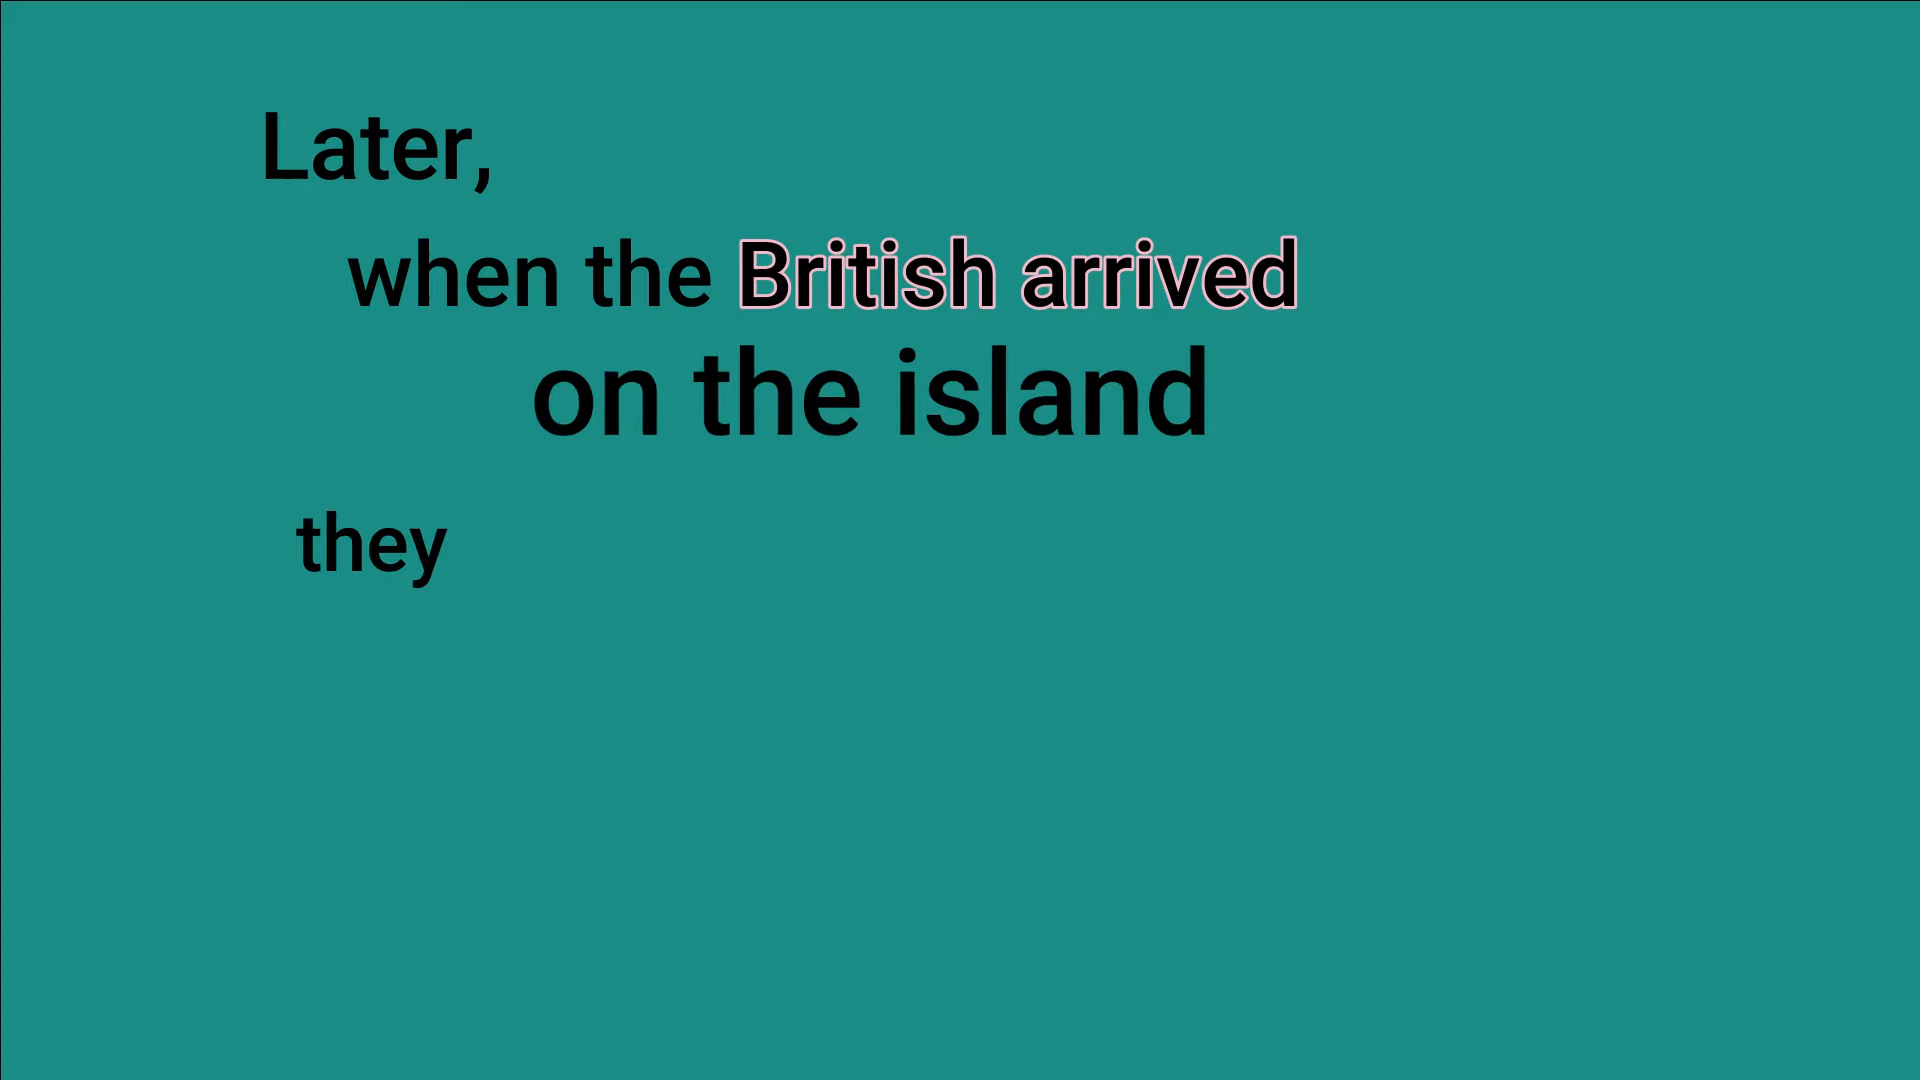 Later,
when the British arrived
on the island
they